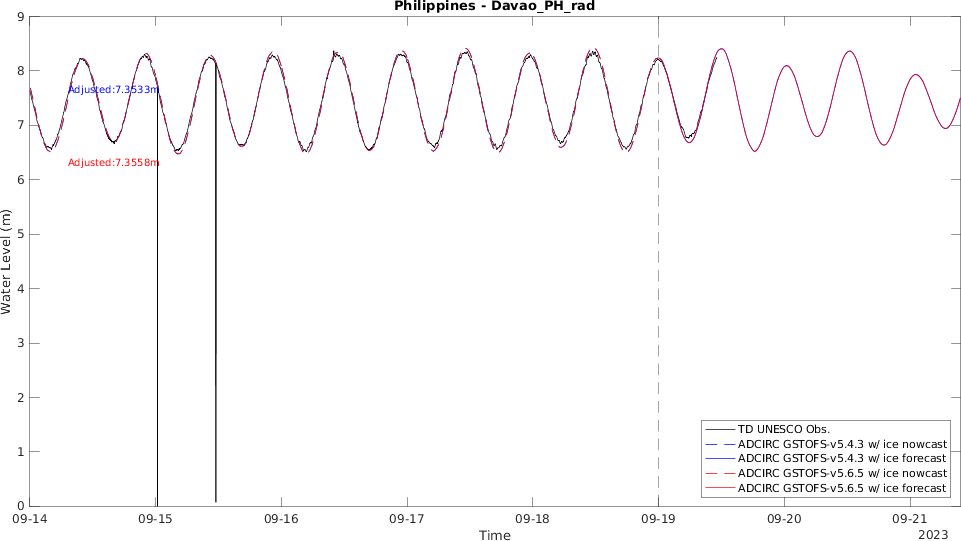 Philippines - Davao_PH_rad
9
8
7
6
5
4
3
2
1
0
Water Level (m)
Adjusted:7.3533m
Adjusted:7.3558m
TD UNESCO Obs.
ADCIRC GSTOFS-v5.4.3 w/ ice nowcast
ADCIRC GSTOFS-v5.4.3 w/ ice forecast
ADCIRC GSTOFS-v5.6.5 w/ ice nowcast
ADCIRC GSTOFS-v5.6.5 w/ ice forecast
09-14 09-15 09-16 09-17 09-18 09-19 09-20 09-21
Time
2023